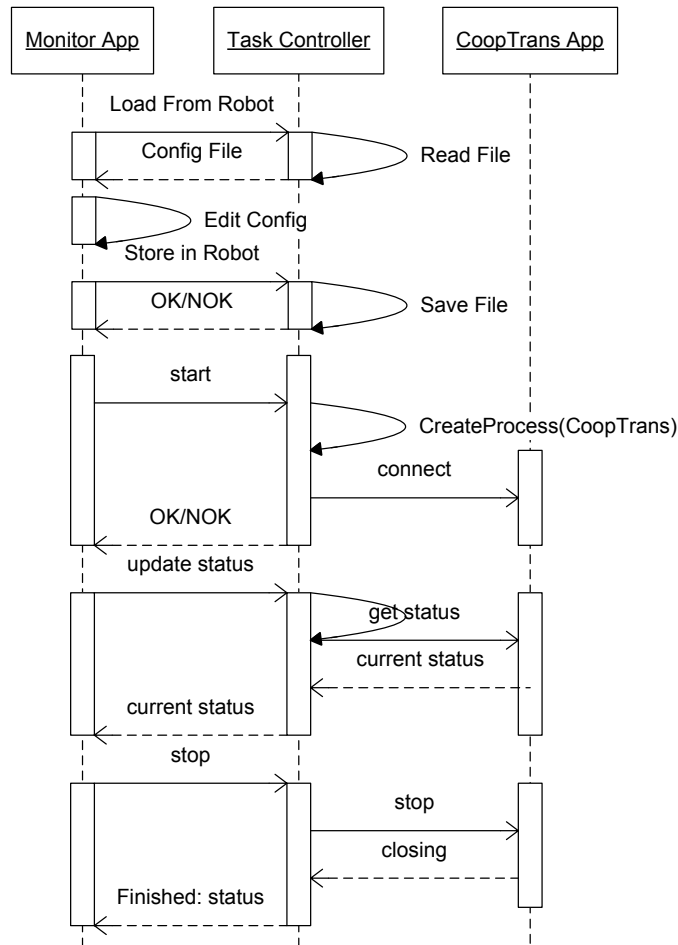 Monitor App
Task Controller
CoopTrans App
Load From Robot
Config File
Read File
Edit Config
Store in Robot
OK/NOK
Save File
start
CreateProcess(CoopTrans)
connect
OK/NOK
update status
get status
current status
current status
stop
stop
closing
Finished: status